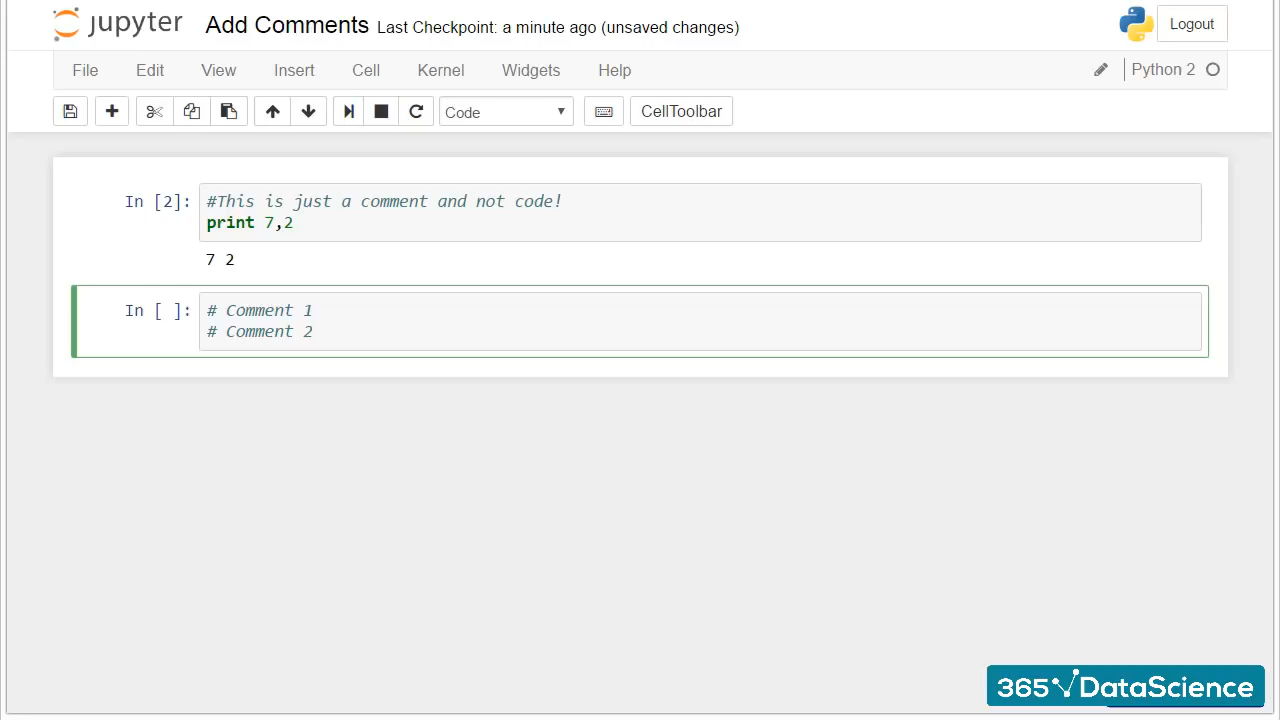 jupyter Add Comments Last Checkpoint: a minute ago (unsaved changes) Logout
File Edit View Insert Cell Kernel Widgets Help Python 2
Code CellToolbar
In [2]: #This is just a comment and not code!
print 7,2
7 2
In [ ]: # Comment 1
# Comment 2
365 DataScience